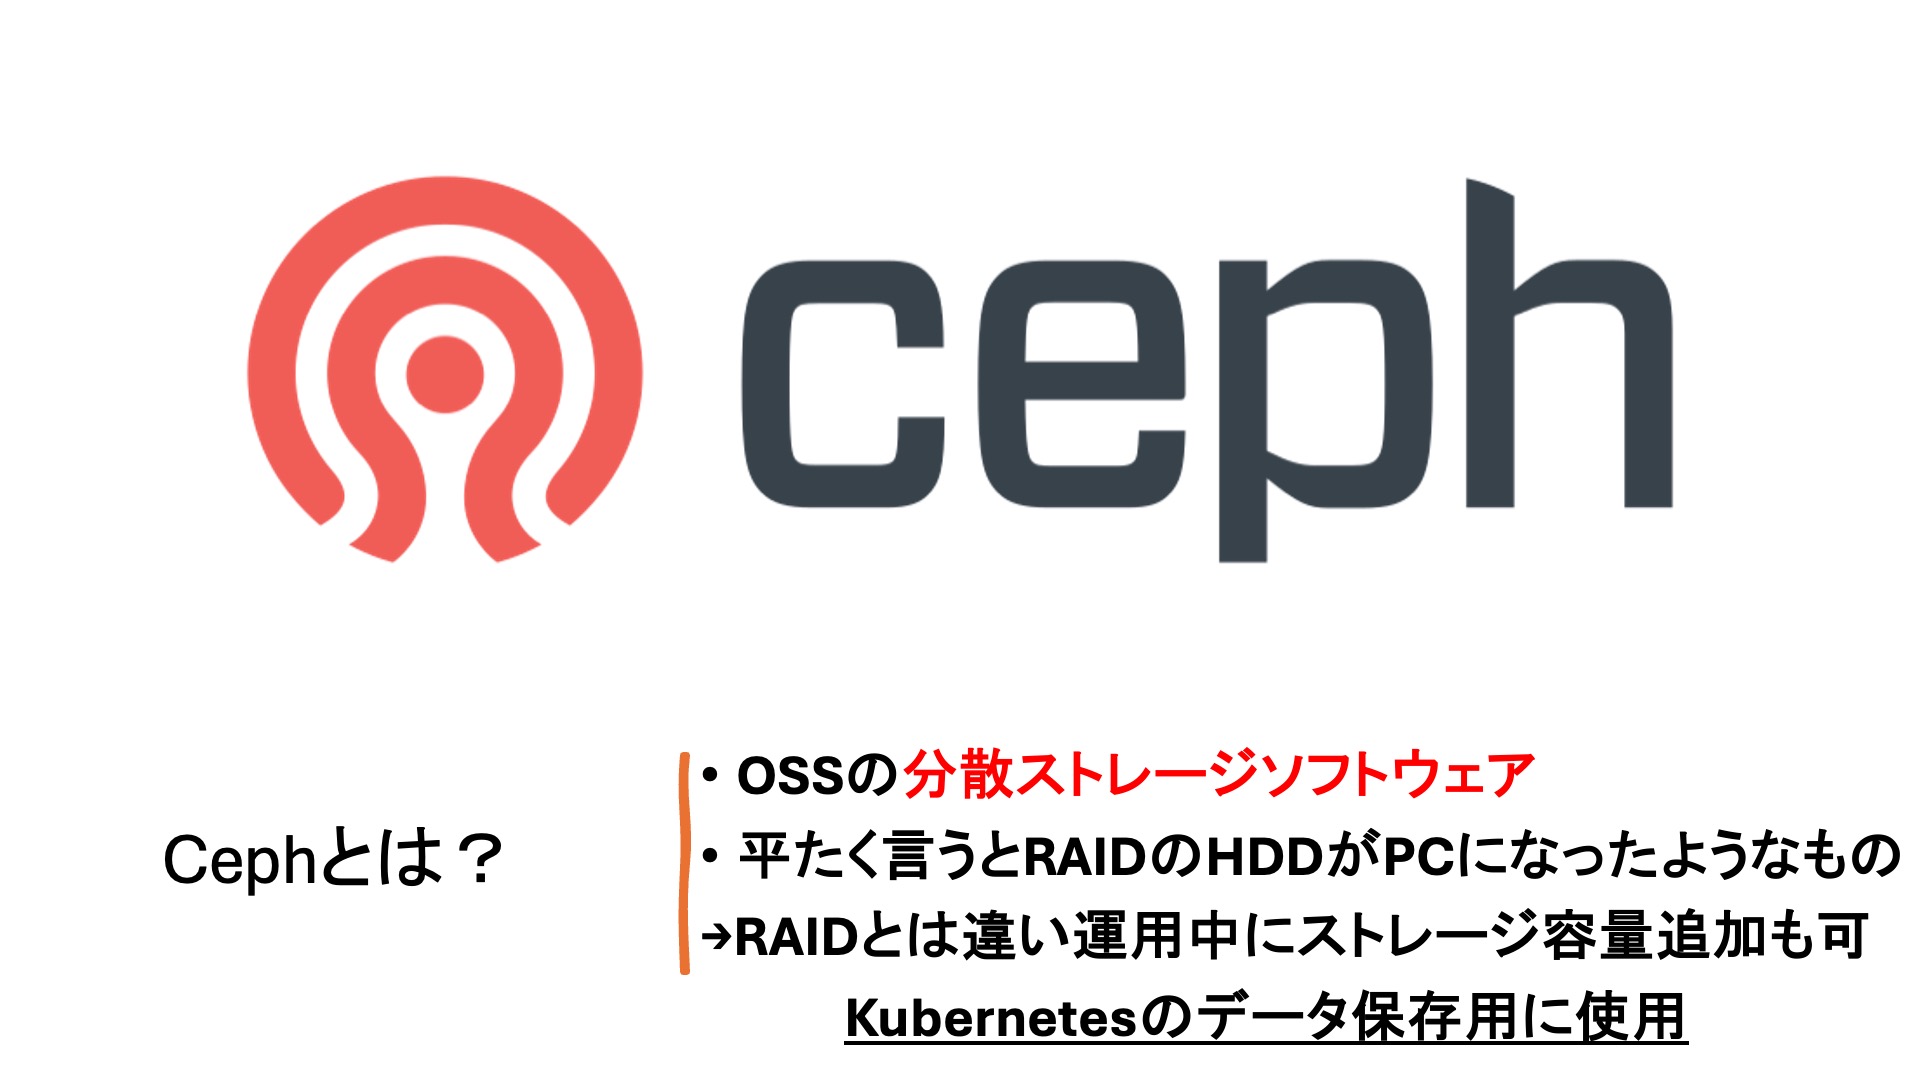 ceph
Cephとは？
・OSSの分散ストレージソフトウェア
・平たく言うとRAIDのHDDがPCになったようなもの
→RAIDとは違い運用中にストレージ容量追加も可
Kubernetesのデータ保存用に使用